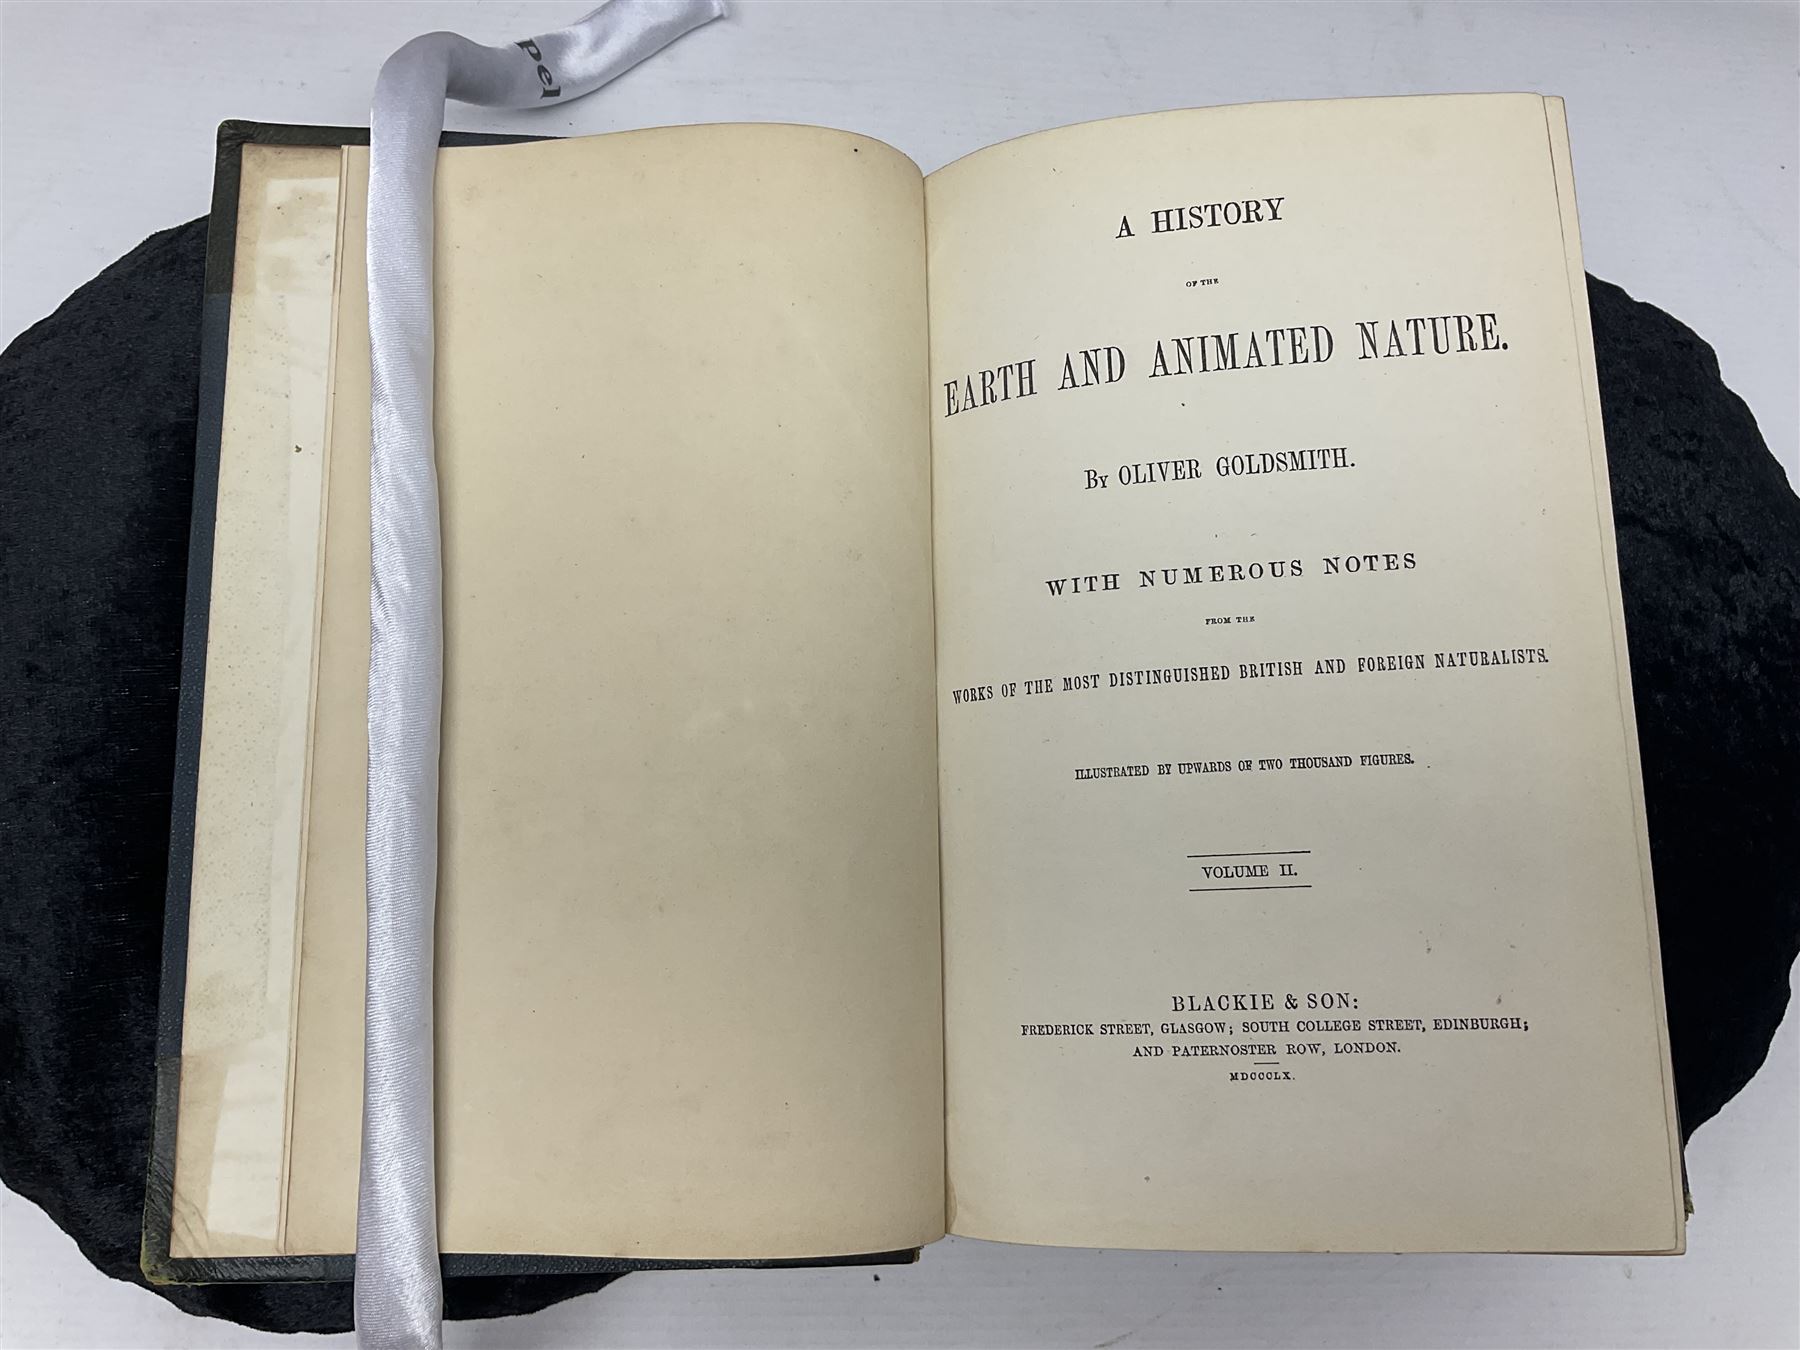 pel
A HISTORY
OF THE
EARTH AND ANIMATED NATURE.
By OLIVER GOLDSMITH.
WITH NUMEROUS NOTES
FROM THE
WORKS OF THE MOST DISTINGUISHED BRITISH AND FOREIGN NATURALISTS.
ILLUSTRATED BY UPWARDS OF TWO THOUSAND FIGURES.
VOLUME II.
BLACKIE & SON:
FREDERICK STREET, GLASGOW; SOUTH COLLEGE STREET, EDINBURGH;
AND PATERNOSTER ROW, LONDON.
MDCCCLX.